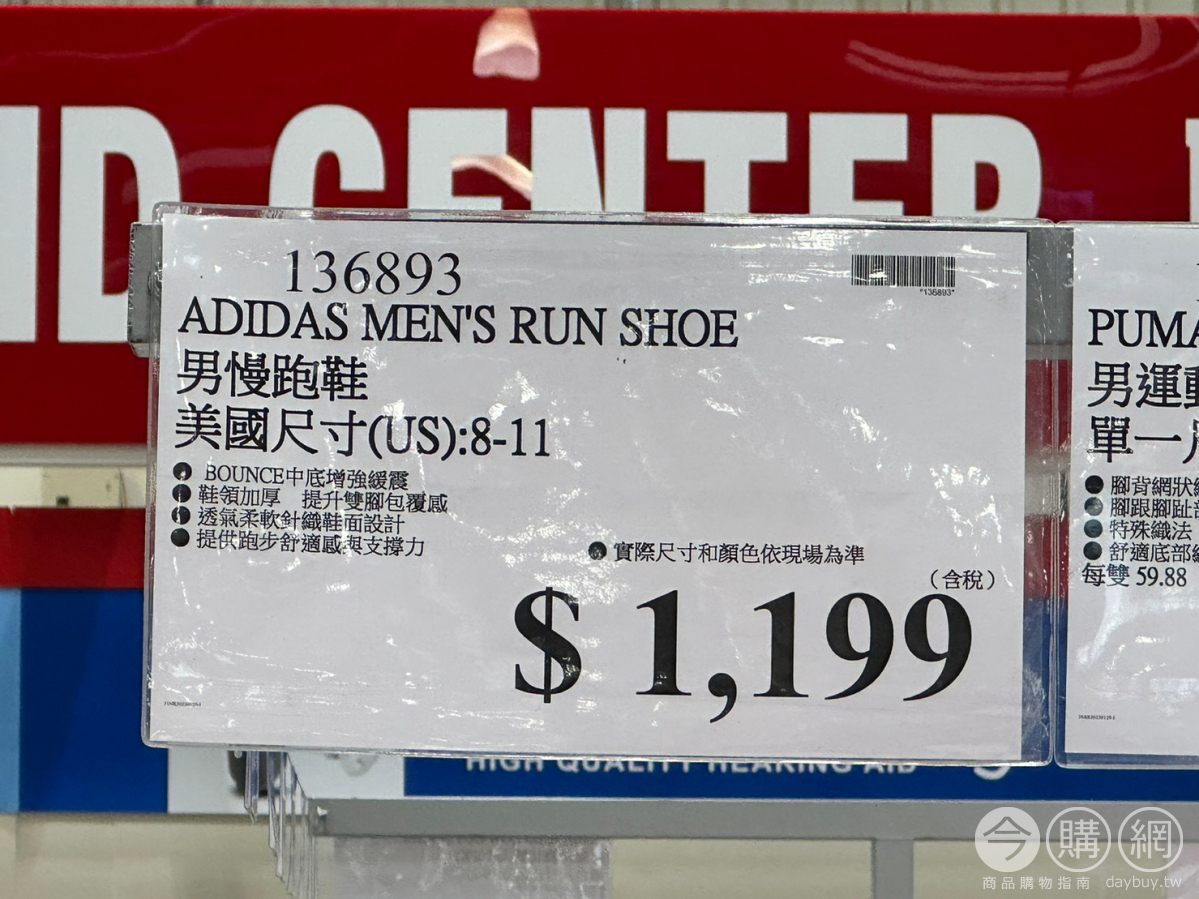 ID CENTER
136893
*136893*
ADIDAS MEN'S RUN SHOE
男慢跑鞋
美國尺寸(US):8-11
● BOUNCE中底增強緩震
● 鞋領加厚 提升雙腳包覆感
● 透氣柔軟針織鞋面設計
● 提供跑步舒適感與支撐力
● 實際尺寸和顏色依現場為準
(含稅)
$ 1,199
PUMA
男運動
單一
● 腳背網狀
● 腳跟腳趾
● 特殊織法
● 舒適底部
每雙 59.88
HIGH QUALITY HEARING AID
今購網
商品購物指南 daybuy.tw